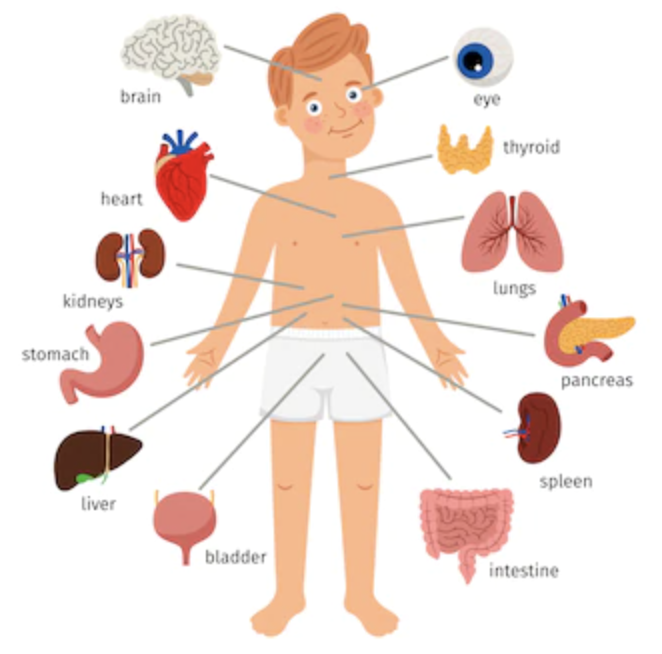 brain
eye
thyroid
heart
lungs
kidneys
stomach
pancreas
spleen
liver
bladder
intestine